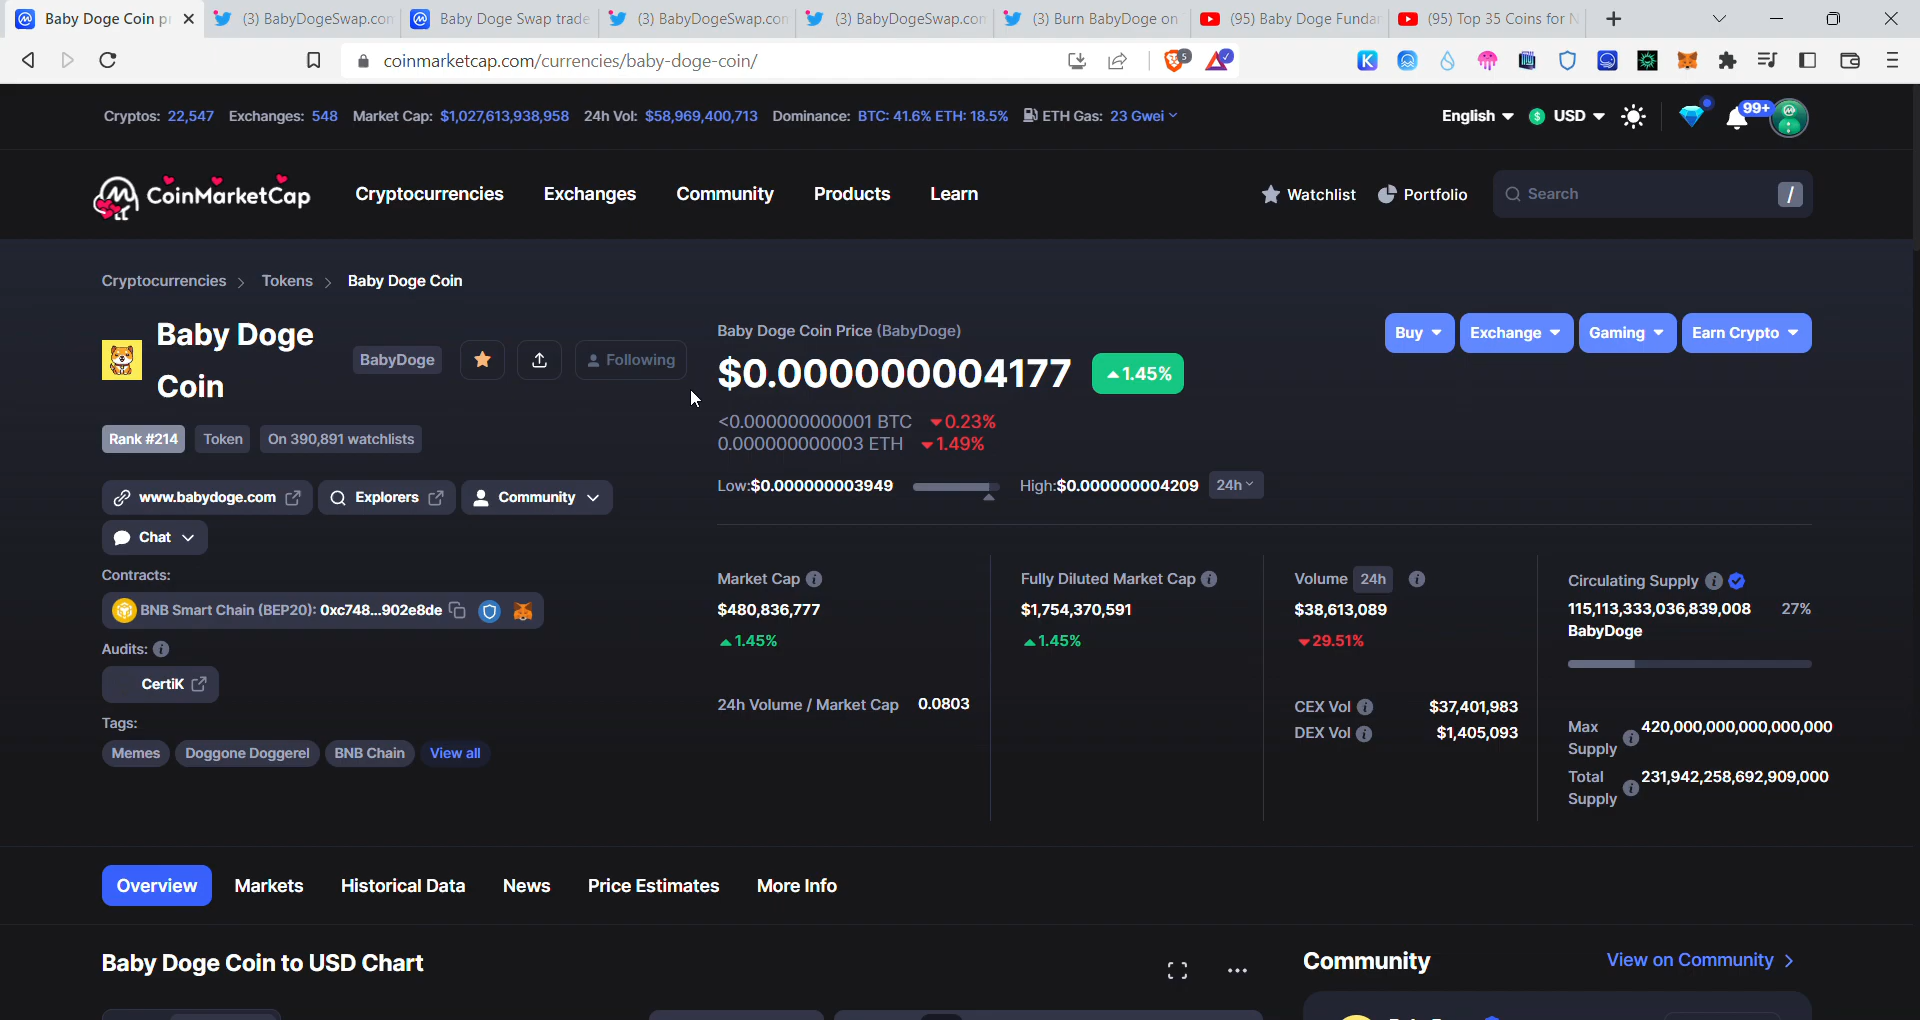 Baby Doge Coin p
(3) BabyDogeSwap.con
Baby Doge Swap trade
(3) BabyDogeSwap.con
(3) BabyDogeSwap.con
(3) Burn BabyDoge on
(95) Baby Doge Fundar
(95) Top 35 Coins for N
coinmarketcap.com/currencies/baby-doge-coin/
5
Cryptos: 22,547 Exchanges: 548 Market Cap: $1,027,613,938,958 24h Vol: $58,969,400,713 Dominance: BTC: 41.6% ETH: 18.5% ETH Gas: 23 Gwei
English $ USD 99+
CoinMarketCap
Cryptocurrencies Exchanges Community Products Learn
Watchlist Portfolio Search /
Cryptocurrencies > Tokens > Baby Doge Coin
Baby Doge
Coin
BabyDoge
Following
Rank #214 Token On 390,891 watchlists
www.babydoge.com Explorers Community
Chat
Contracts:
BNB Smart Chain (BEP20): 0xc748...902e8de
Audits:
CertiK
Tags:
Memes Doggone Doggerel BNB Chain View all
Baby Doge Coin Price (BabyDoge)
$0.000000004177 1.45%
<0.000000000001 BTC 0.23%
0.000000000003 ETH 1.49%
Low:$0.000000003949 High:$0.000000004209 24h
Buy Exchange Gaming Earn Crypto
Market Cap
$480,836,777
1.45%
24h Volume / Market Cap 0.0803
Fully Diluted Market Cap
$1,754,370,591
1.45%
Volume 24h
$38,613,089
29.51%
CEX Vol $37,401,983
DEX Vol $1,405,093
Circulating Supply
115,113,333,036,839,008 27%
BabyDoge
Max Supply 420,000,000,000,000,000
Total Supply 231,942,258,692,909,000
Overview Markets Historical Data News Price Estimates More Info
Baby Doge Coin to USD Chart
Community View on Community >